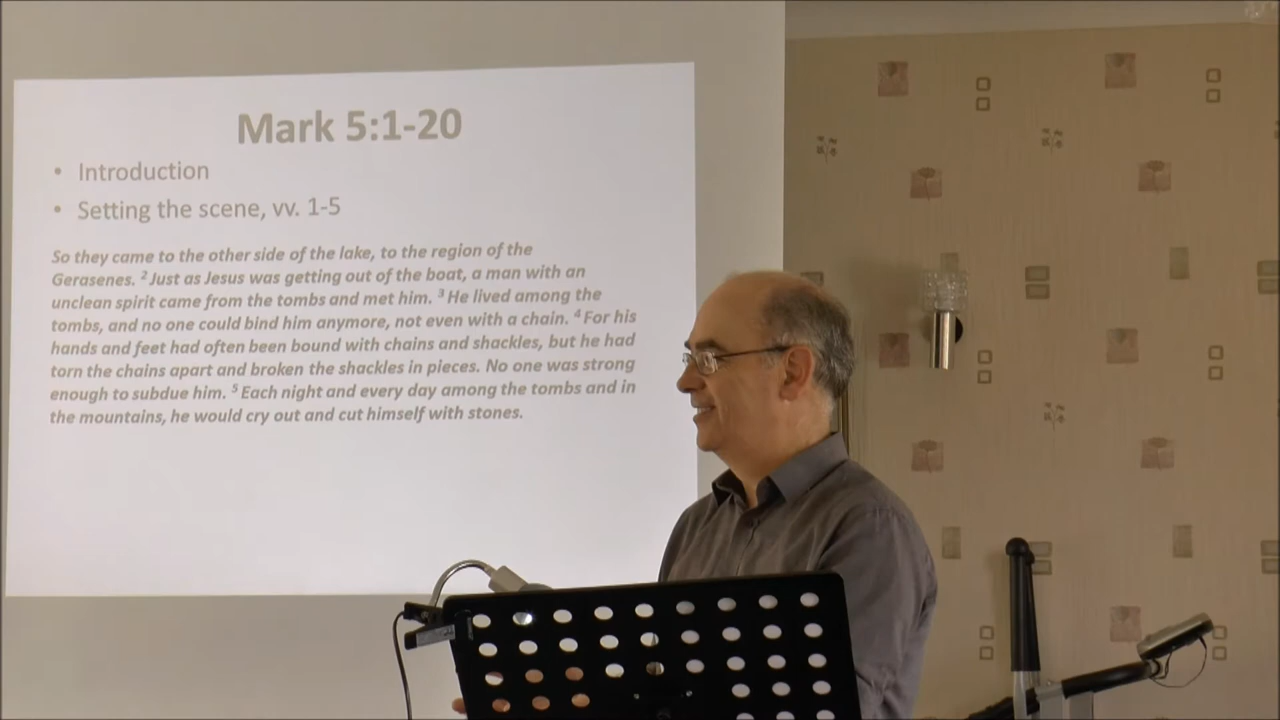 Mark 5:1-20
• Introduction
• Setting the scene, vv. 1-5
So they came to the other side of the lake, to the region of the
Gerasenes. ² Just as Jesus was getting out of the boat, a man with an
unclean spirit came from the tombs and met him. ³ He lived among the
tombs, and no one could bind him anymore, not even with a chain. ⁴ For his
hands and feet had often been bound with chains and shackles, but he had
torn the chains apart and broken the shackles in pieces. No one was strong
enough to subdue him. ⁵ Each night and every day among the tombs and in
the mountains, he would cry out and cut himself with stones.